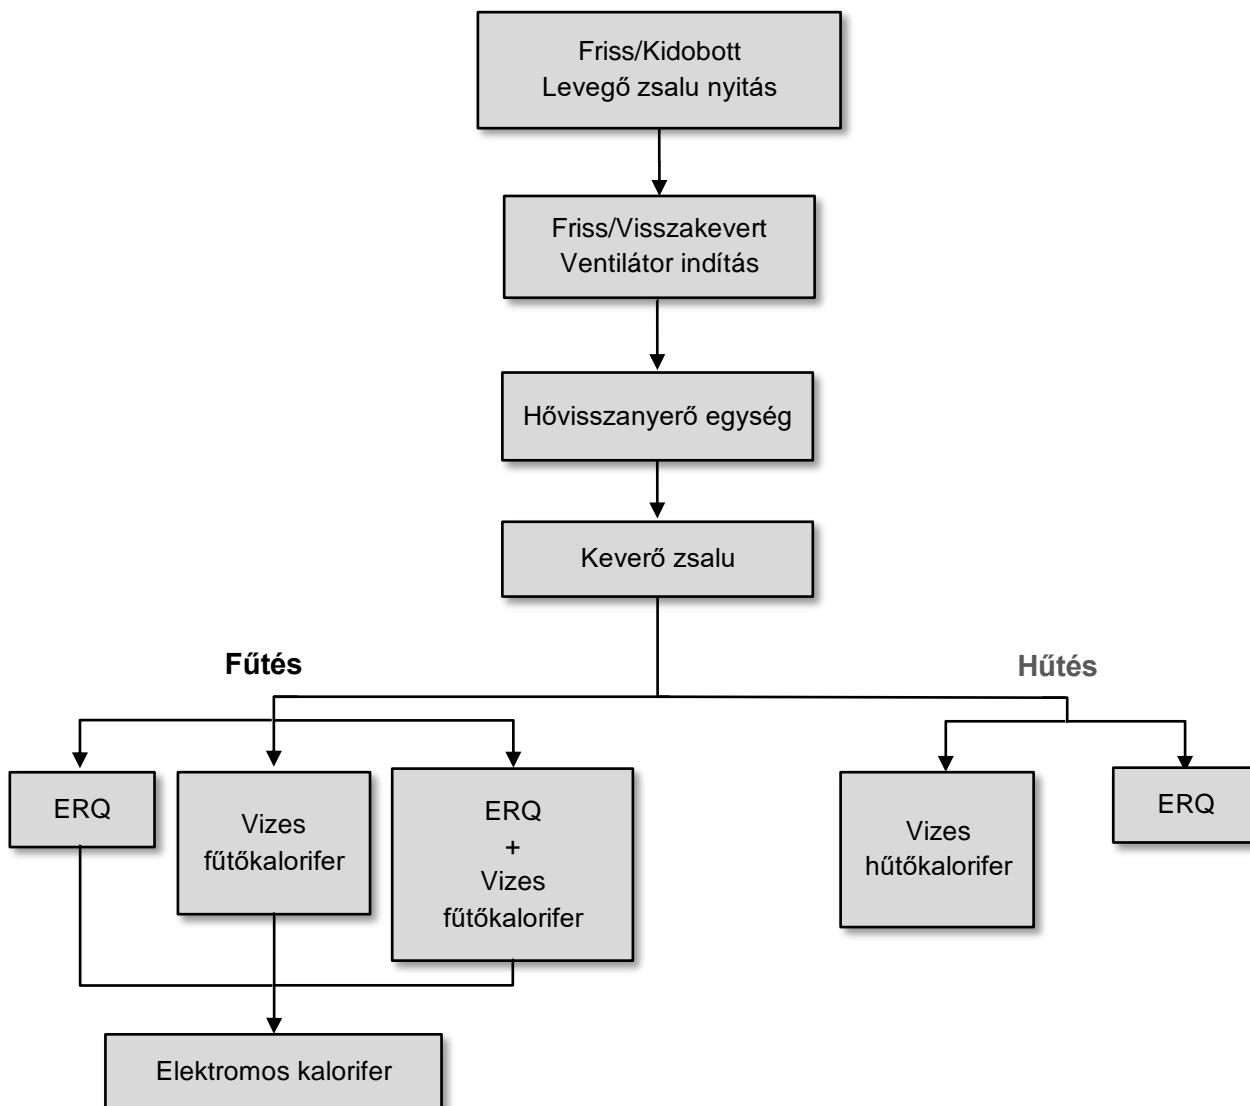 Friss/Kidobott
Levegő zsalu nyitás
Friss/Visszakevert
Ventilátor indítás
Hővisszanyerő egység
Keverő zsalu
Fűtés
Hűtés
ERQ
Vizes
fűtőkalorifer
ERQ
+
Vizes
fűtőkalorifer
Vizes
hűtőkalorifer
ERQ
Elektromos kalorifer